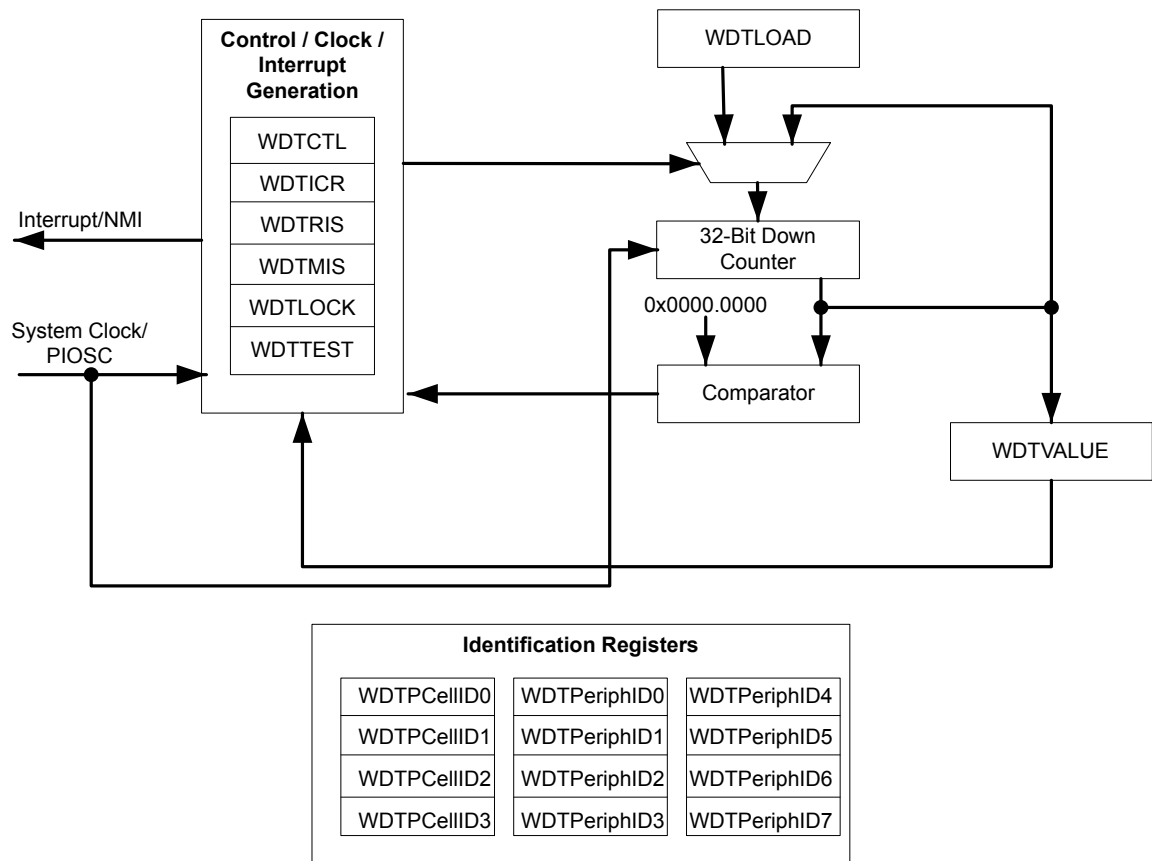 Control / Clock /
Interrupt
Generation
WDTCTL
WDTICR
WDTRIS
WDTMIS
WDTLOCK
WDTTEST
Interrupt/NMI
System Clock/
PIOSC
WDTLOAD
32-Bit Down
Counter
0x0000.0000
Comparator
WDTVALUE
Identification Registers
WDTPCellID0 WDTPeriphID0 WDTPeriphID4
WDTPCellID1 WDTPeriphID1 WDTPeriphID5
WDTPCellID2 WDTPeriphID2 WDTPeriphID6
WDTPCellID3 WDTPeriphID3 WDTPeriphID7